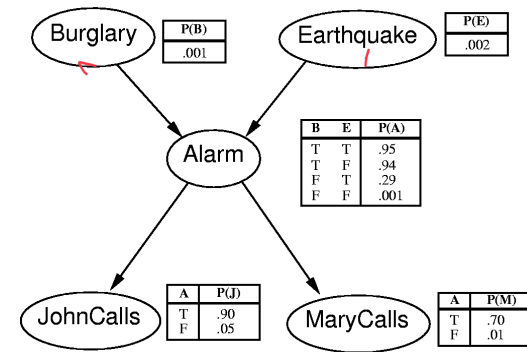 Burglary
P(B)
.001
Earthquake
P(E)
.002
Alarm
B E P(A)
T T .95
T F .94
F T .29
F F .001
JohnCalls
A P(J)
T .90
F .05
MaryCalls
A P(M)
T .70
F .01